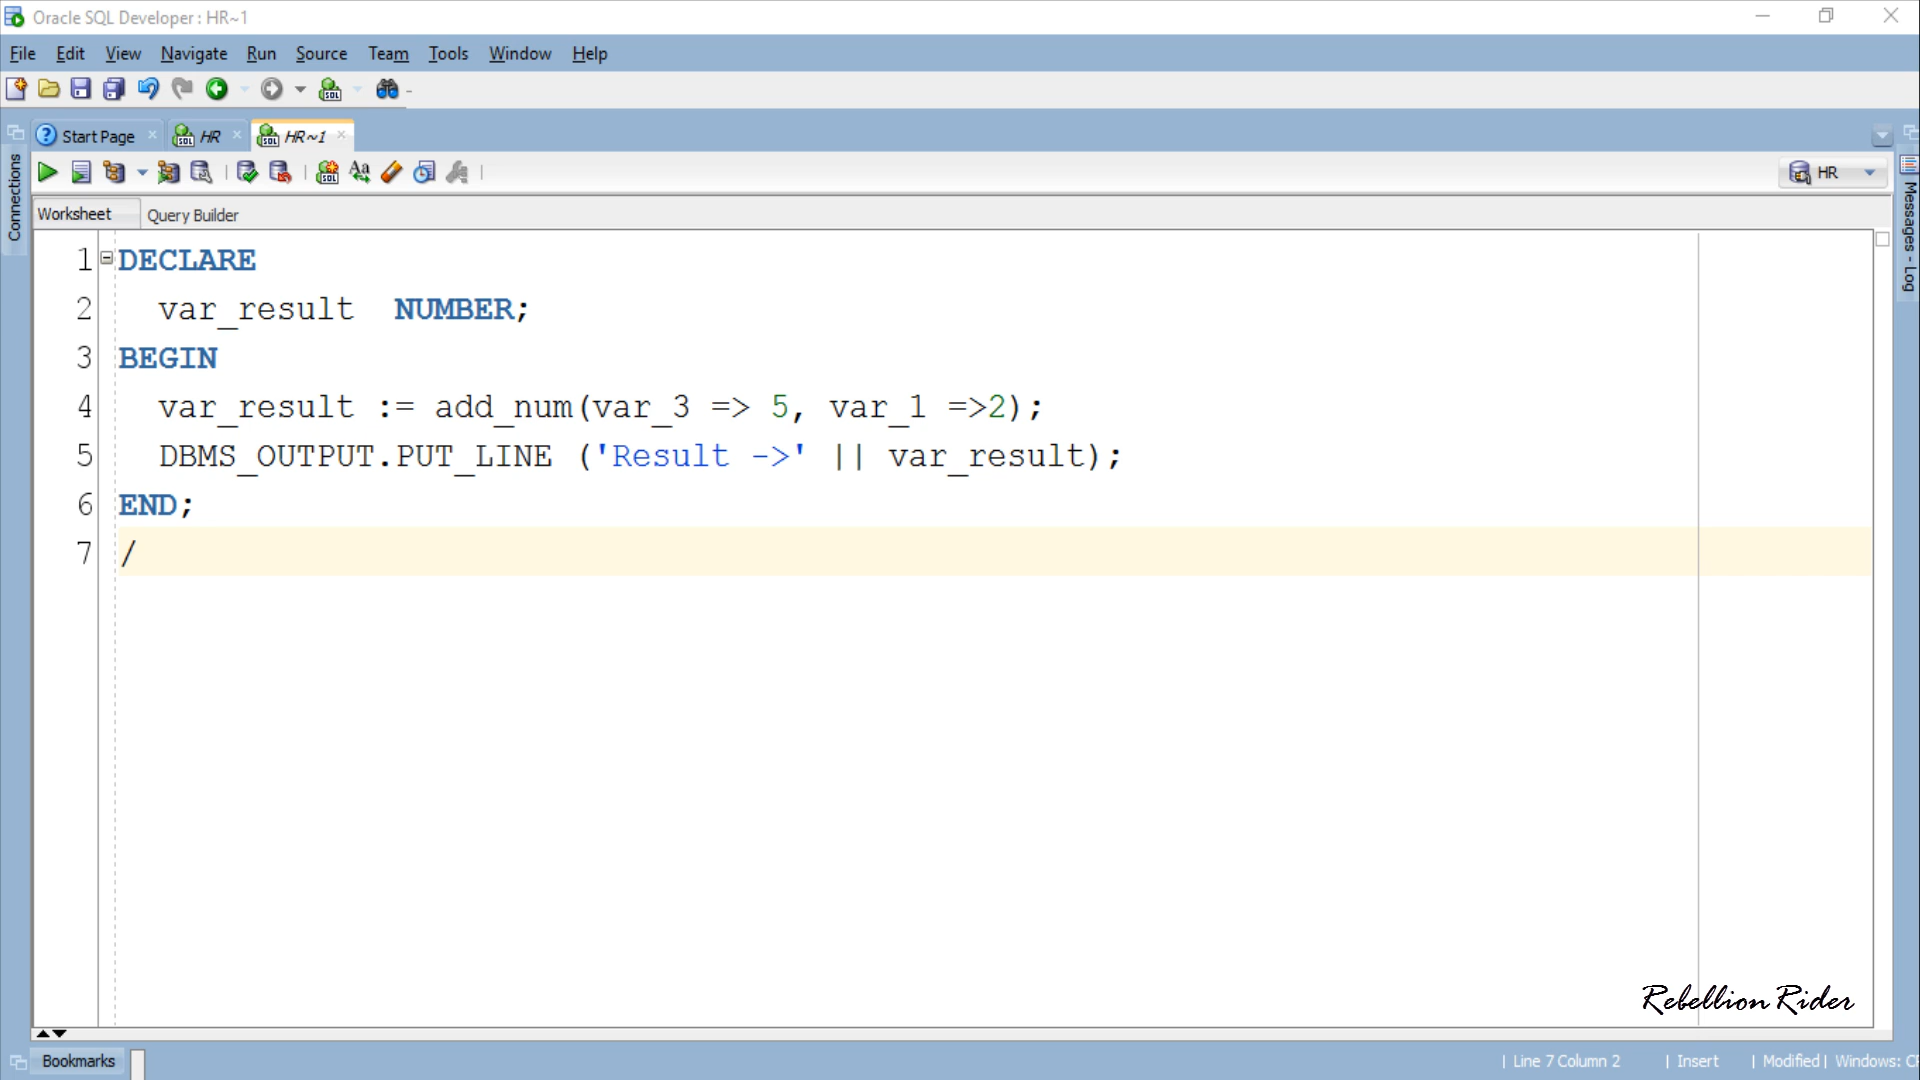 Oracle SQL Developer : HR~1
File Edit View Navigate Run Source Team Tools Window Help
Start Page HR HR~1
HR
Connections
Messages - Log
Worksheet Query Builder
1 DECLARE
2 var_result NUMBER;
3 BEGIN
4 var_result := add_num(var_3 => 5, var_1 =>2);
5 DBMS_OUTPUT.PUT_LINE ('Result ->' || var_result);
6 END;
7 /
Rebellion Rider
Bookmarks
| Line 7 Column 2 | Insert | Modified | Windows: